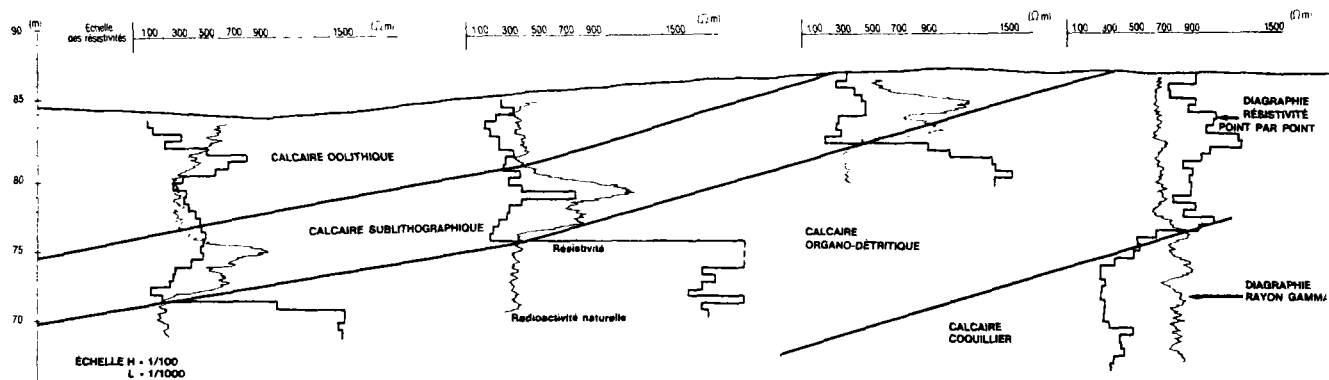 90 (m) Echelle des résistivités 100 300 500 900 1500 (Ωm) 100 300 500 700 900 1500 (Ωm) 100 300 500 900 1500 (Ωm) 100 300 500 700 900 1500 (Ωm)
85
80
75
70
DIAGRAPHIE
RÉSISTIVITÉ
POINT PAR POINT
CALCAIRE OOLITHIQUE
CALCAIRE SUBLITHOGRAPHIQUE
CALCAIRE
ORGANO-DÉTRITIQUE
Résistivité
DIAGRAPHIE
RAYON GAMMA
Radioactivité naturelle
CALCAIRE
COQUILLIER
ÉCHELLE H = 1/100
L = 1/1000